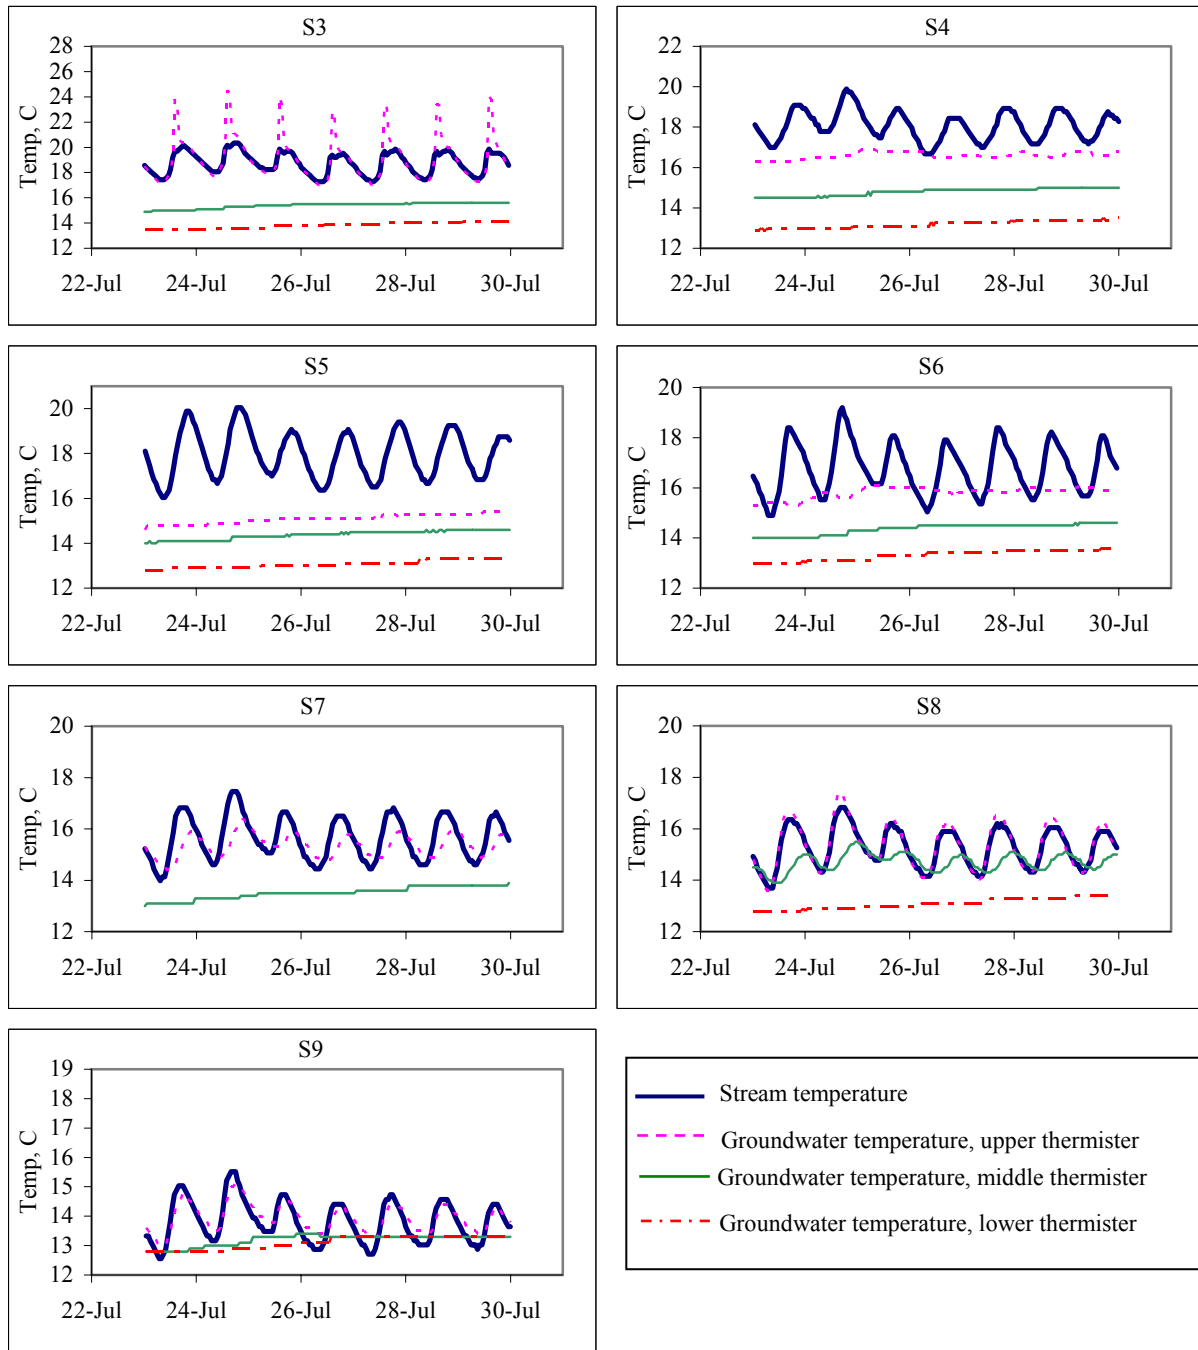 S3
28
26
24
22
20
18
16
14
12
Temp, C
22-Jul 24-Jul 26-Jul 28-Jul 30-Jul
S4
22
20
18
16
14
12
Temp, C
22-Jul 24-Jul 26-Jul 28-Jul 30-Jul
S5
20
18
16
14
12
Temp, C
22-Jul 24-Jul 26-Jul 28-Jul 30-Jul
S6
20
18
16
14
12
Temp, C
22-Jul 24-Jul 26-Jul 28-Jul 30-Jul
S7
20
18
16
14
12
Temp, C
22-Jul 24-Jul 26-Jul 28-Jul 30-Jul
S8
20
18
16
14
12
Temp, C
22-Jul 24-Jul 26-Jul 28-Jul 30-Jul
S9
19
18
17
16
15
14
13
12
Temp, C
22-Jul 24-Jul 26-Jul 28-Jul 30-Jul
Stream temperature
Groundwater temperature, upper thermister
Groundwater temperature, middle thermister
Groundwater temperature, lower thermister